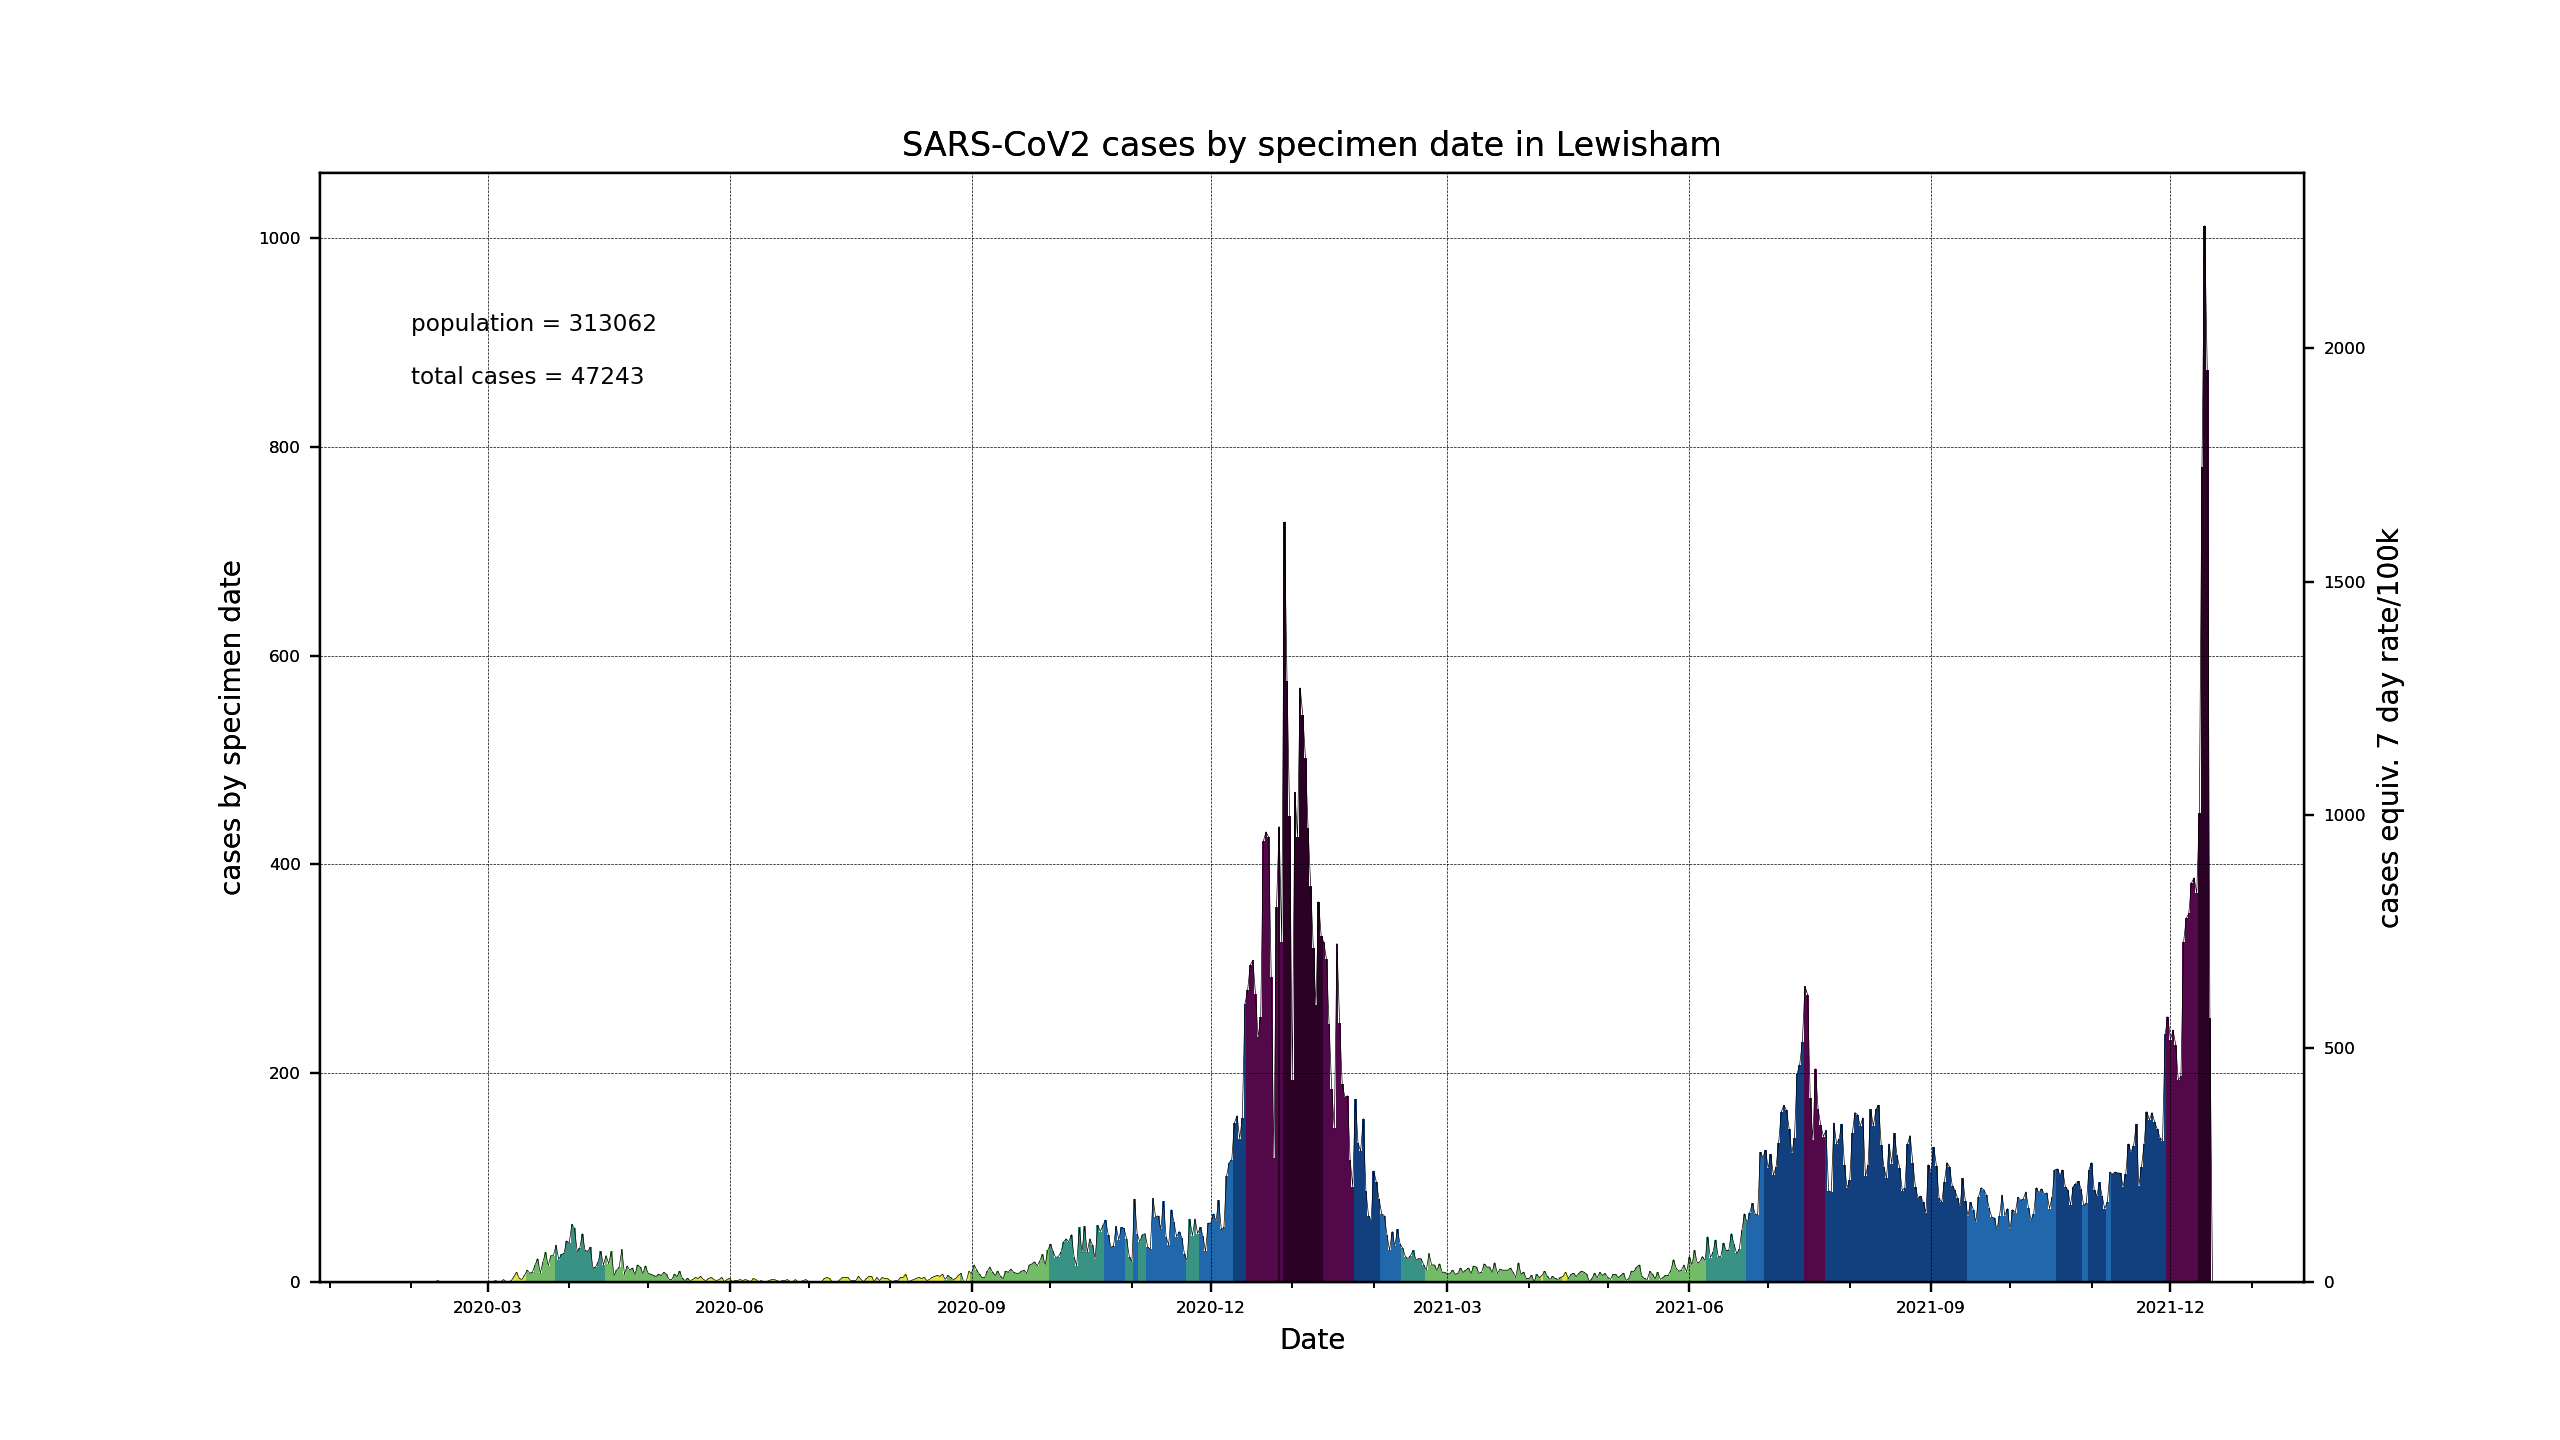 SARS-CoV2 cases by specimen date in Lewisham
population = 313062
total cases = 47243
cases by specimen date
1000
800
600
400
200
0
cases equiv. 7 day rate/100k
2000
1500
1000
500
0
2020-03 2020-06 2020-09 2020-12 2021-03 2021-06 2021-09 2021-12
Date